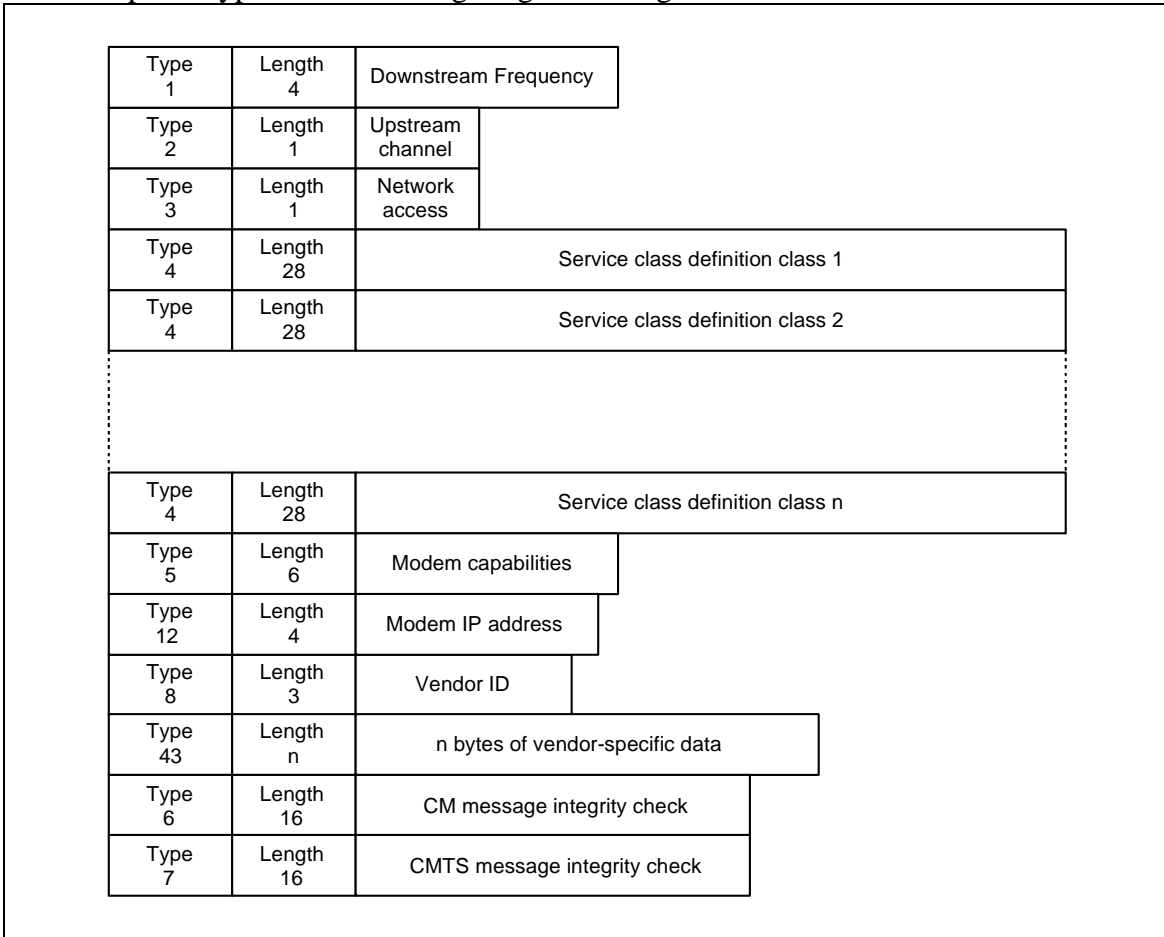 Type
1
Length
4
Downstream Frequency
Type
2
Length
1
Upstream
channel
Type
3
Length
1
Network
access
Type
4
Length
28
Service class definition class 1
Type
4
Length
28
Service class definition class 2
Type
4
Length
28
Service class definition class n
Type
5
Length
6
Modem capabilities
Type
12
Length
4
Modem IP address
Type
8
Length
3
Vendor ID
Type
43
Length
n
n bytes of vendor-specific data
Type
6
Length
16
CM message integrity check
Type
7
Length
16
CMTS message integrity check